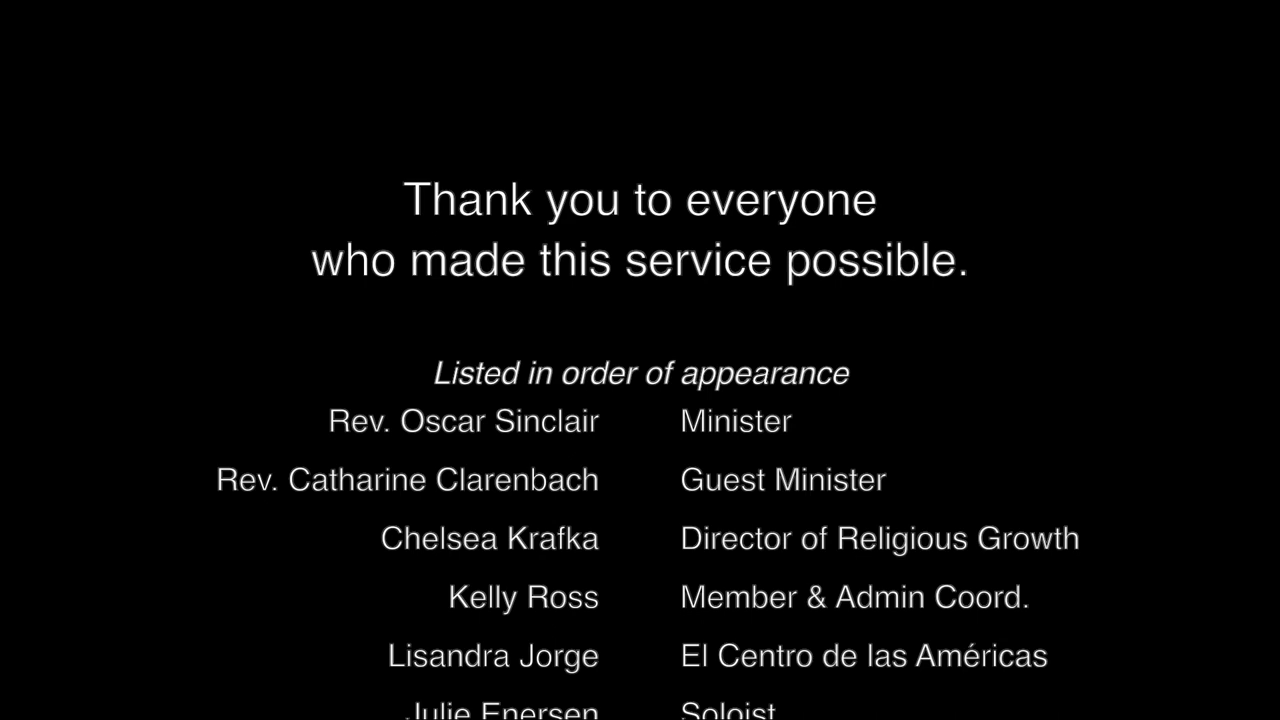 Thank you to everyone
who made this service possible.
Listed in order of appearance
Rev. Oscar Sinclair Minister
Rev. Catharine Clarenbach Guest Minister
Chelsea Krafka Director of Religious Growth
Kelly Ross Member & Admin Coord.
Lisandra Jorge El Centro de las Américas
Julie Enersen Soloist